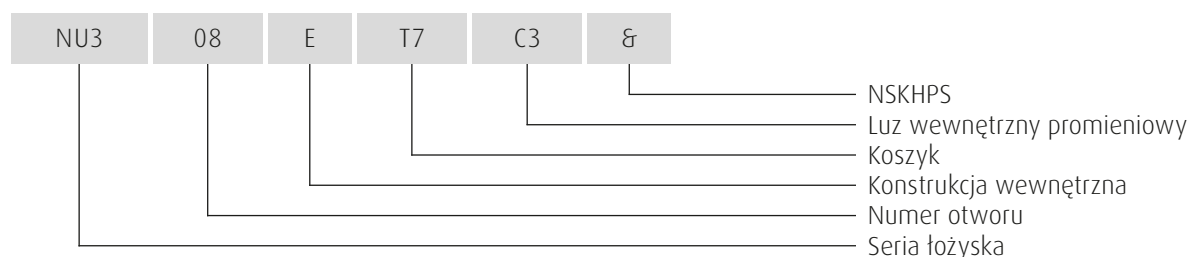 NU3 08 E T7 C3 &
NSKHPS
Luz wewnętrzny promieniowy
Koszyk
Konstrukcja wewnętrzna
Numer otworu
Seria łożyska